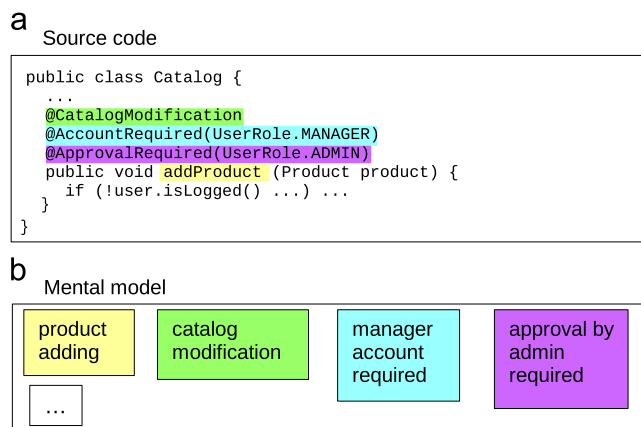 a
Source code
public class Catalog {
...
@CatalogModification
@AccountRequired(UserRole.MANAGER)
@ApprovalRequired(UserRole.ADMIN)
public void addProduct (Product product) {
if (!user.isLogged() ...) ...
}
}
b
Mental model
product
adding
catalog
modification
manager
account
required
approval by
admin
required
...